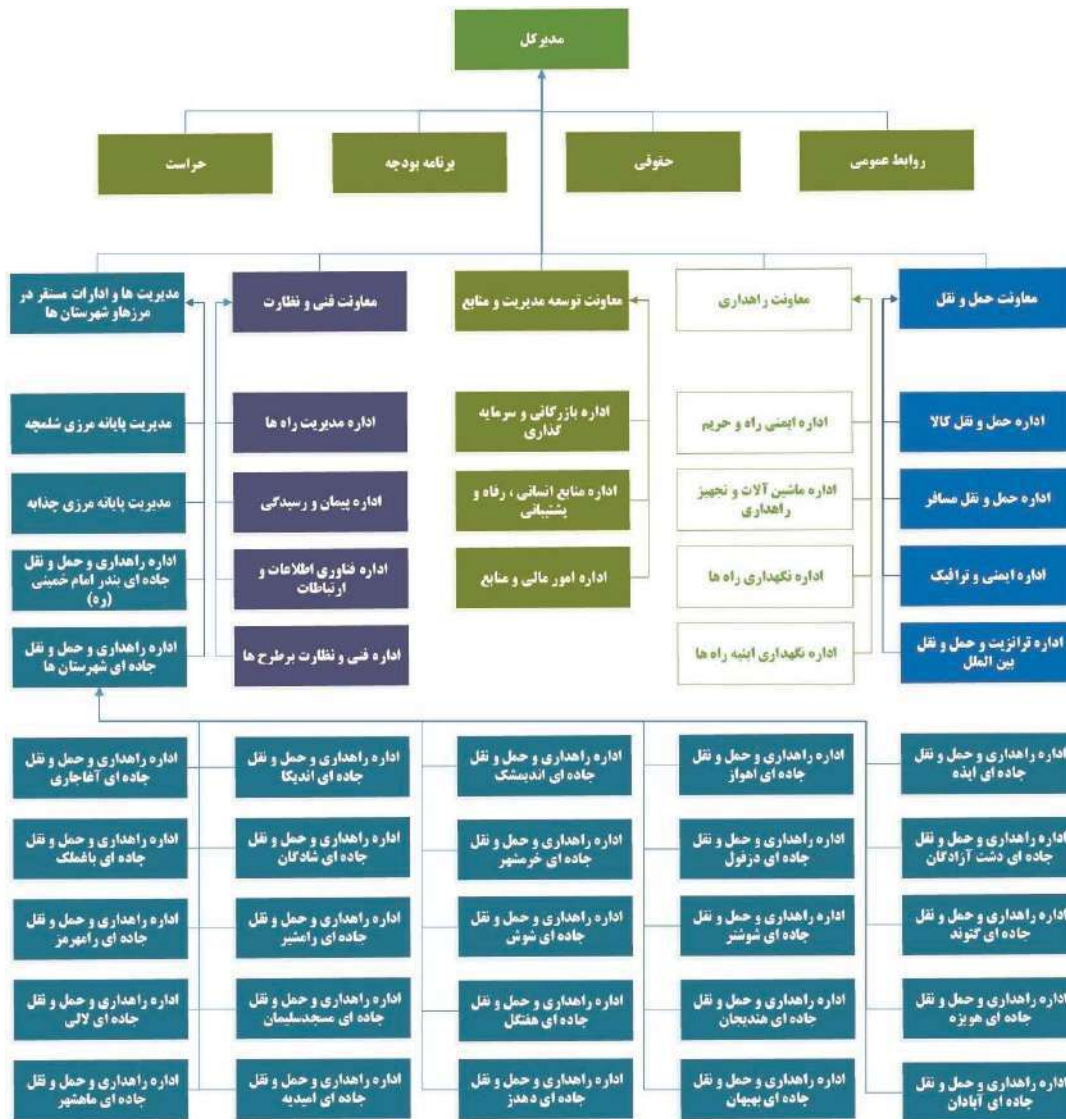 مدیرکل
روابط عمومی
حقوقی
برنامه بودجه
حراست
معاونت حمل و نقل
معاونت راهداری
معاونت توسعه مدیریت و منابع
معاونت فنی و نظارت
مدیریت ها و ادارات مستقر در
مرزهاو شهرستان ها
اداره حمل و نقل کالا
اداره ایمنی راه و حریم
اداره بازرگانی و سرمایه
گذاری
اداره مدیریت راه ها
مدیریت پایانه مرزی شلمچه
اداره حمل و نقل مسافر
اداره ماشین آلات و تجهیز
راهداری
اداره منابع انسانی ، رفاه و
پشتیبانی
اداره پیمان و رسیدگی
مدیریت پایانه مرزی چذابه
اداره ایمنی و ترافیک
اداره نگهداری راه ها
اداره امور مالی و منابع
اداره فناوری اطلاعات و
ارتباطات
اداره راهداری و حمل و نقل
جاده ای بندر امام خمینی
(ره)
اداره ترانزیت و حمل و نقل
بین الملل
اداره نگهداری ابنیه راه ها
اداره فنی و نظارت برطرح ها
اداره راهداری و حمل و نقل
جاده ای شهرستان ها
اداره راهداری و حمل و نقل
جاده ای ایذه
اداره راهداری و حمل و نقل
جاده ای اهواز
اداره راهداری و حمل و نقل
جاده ای اندیمشک
اداره راهداری و حمل و نقل
جاده ای اندیکا
اداره راهداری و حمل و نقل
جاده ای آغاجاری
اداره راهداری و حمل و نقل
جاده ای دشت آزادگان
اداره راهداری و حمل و نقل
جاده ای دزفول
اداره راهداری و حمل و نقل
جاده ای خرمشهر
اداره راهداری و حمل و نقل
جاده ای شادگان
اداره راهداری و حمل و نقل
جاده ای باغملک
اداره راهداری و حمل و نقل
جاده ای گتوند
اداره راهداری و حمل و نقل
جاده ای شوشتر
اداره راهداری و حمل و نقل
جاده ای شوش
اداره راهداری و حمل و نقل
جاده ای رامشیر
اداره راهداری و حمل و نقل
جاده ای رامهرمز
اداره راهداری و حمل و نقل
جاده ای هویزه
اداره راهداری و حمل و نقل
جاده ای هندیجان
اداره راهداری و حمل و نقل
جاده ای هفتگل
اداره راهداری و حمل و نقل
جاده ای مسجدسلیمان
اداره راهداری و حمل و نقل
جاده ای لالی
اداره راهداری و حمل و نقل
جاده ای آبادان
اداره راهداری و حمل و نقل
جاده ای بهبهان
اداره راهداری و حمل و نقل
جاده ای دهدز
اداره راهداری و حمل و نقل
جاده ای امیدیه
اداره راهداری و حمل و نقل
جاده ای ماهشهر